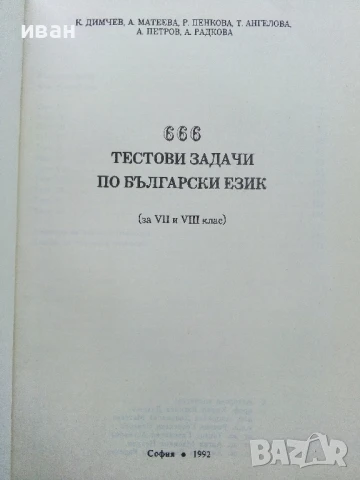 иван
К. ДИМЧЕВ, А. МАТЕЕВА, Р. ПЕНКОВА, Т. АНГЕЛОВА,
А. ПЕТРОВ, А. РАДКОВА
666
ТЕСТОВИ ЗАДАЧИ
ПО БЪЛГАРСКИ ЕЗИК
(за VII и VIII клас)
София • 1992
BAZAR